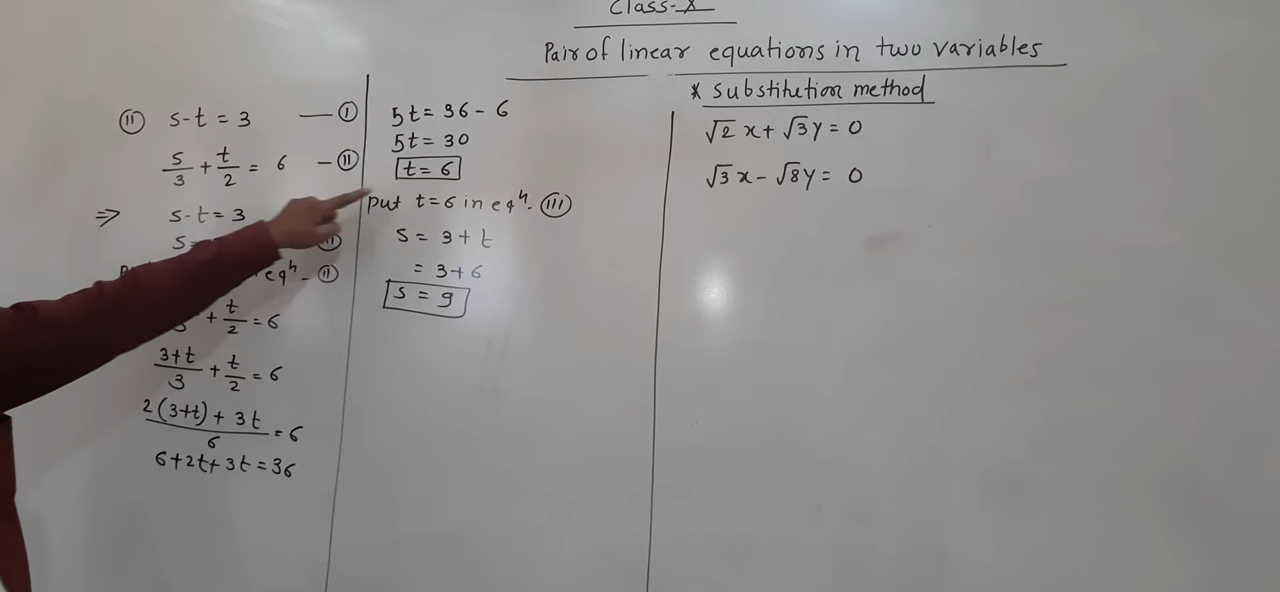 Class-X
Pair of linear equations in two variables
* Substitution method
(II) s-t = 3 — (I)
s/3 + t/2 = 6 — (II)
⇒ s-t = 3
s=
eqⁿ- (II)
+ t/2 = 6
(3+t)/3 + t/2 = 6
(2(3+t) + 3t)/6 = 6
6+2t+3t = 36
5t = 36 - 6
5t = 30
t = 6
put t=6 in eqⁿ. (III)
S = 3 + t
= 3+6
S = 9
√2 x + √3 y = 0
√3 x - √8 y = 0